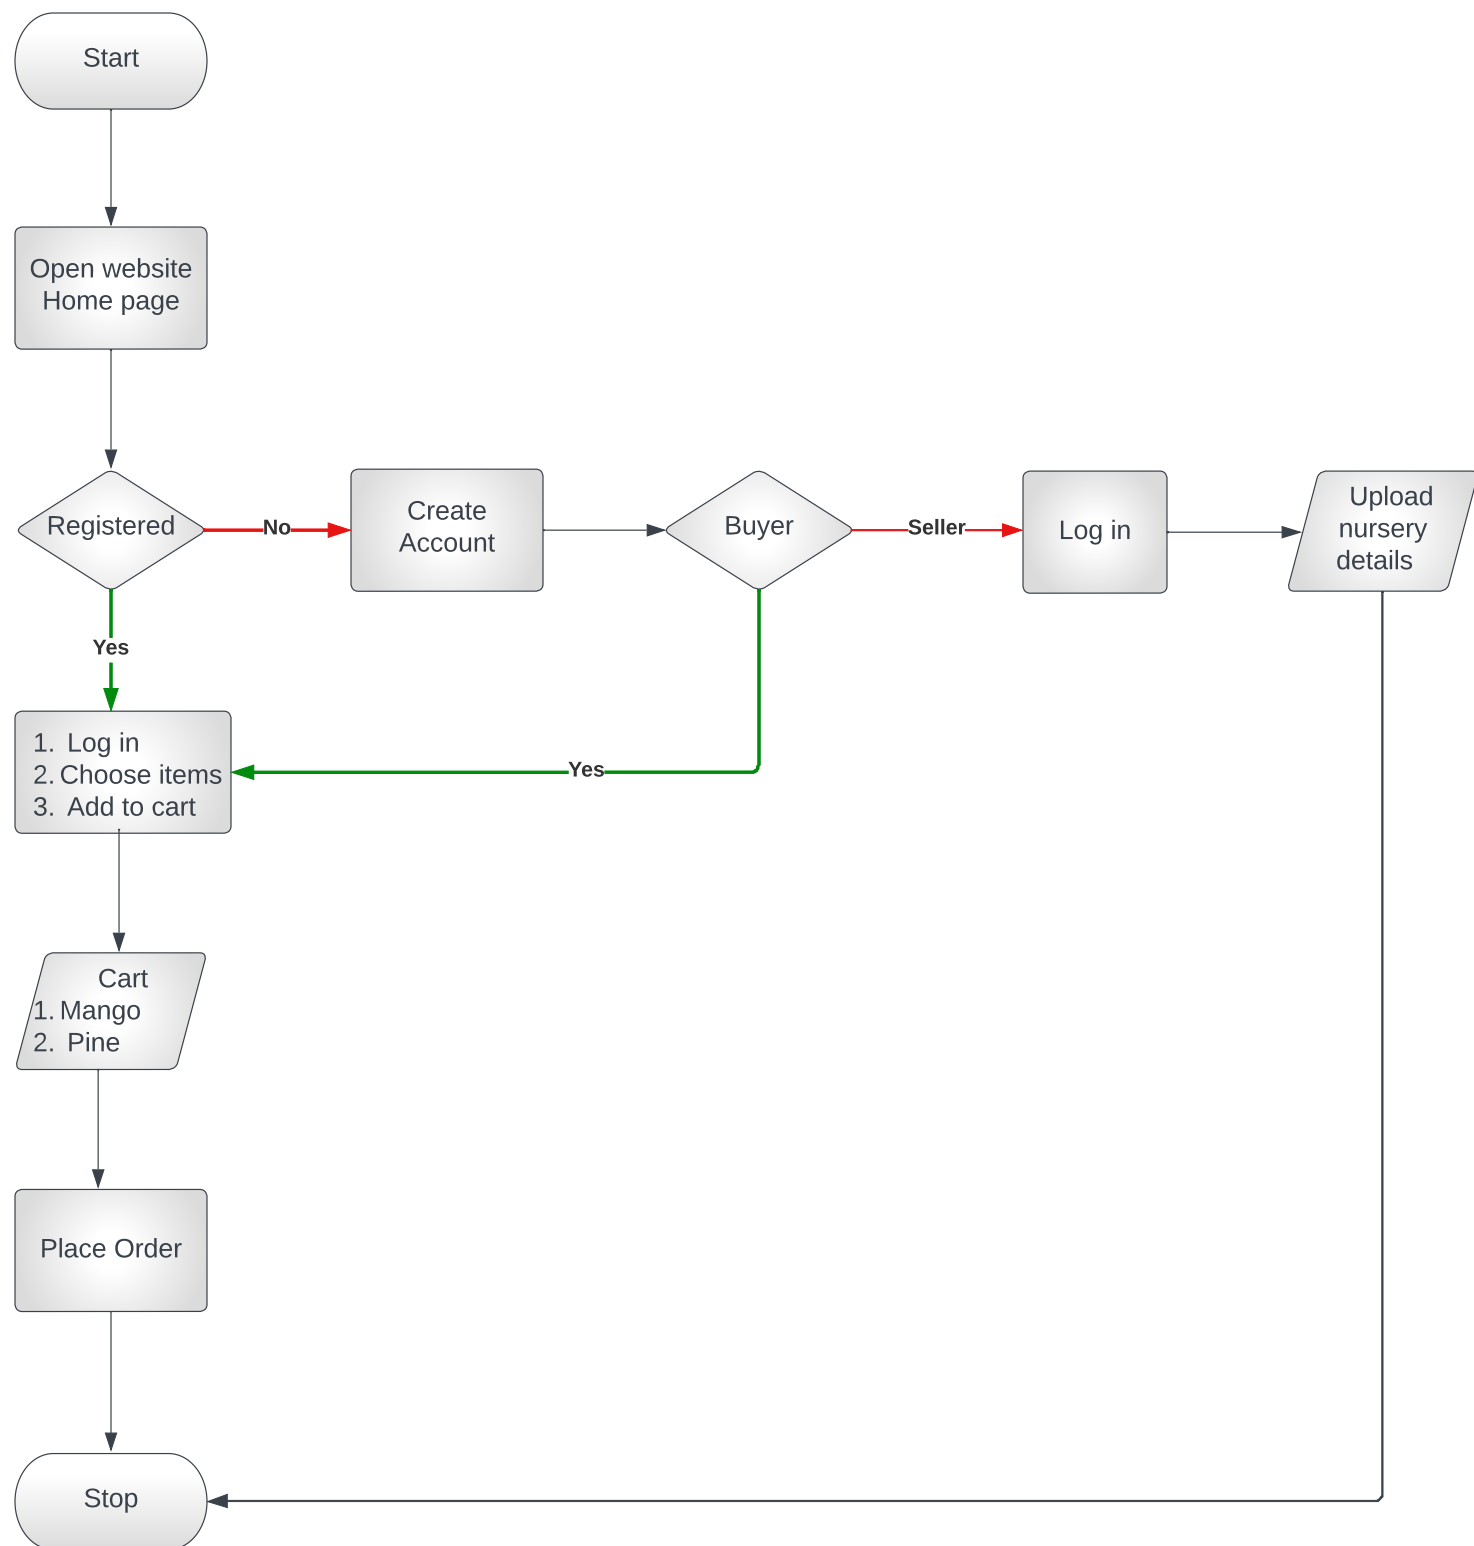 Start
Open website
Home page
Registered
No
Create
Account
Buyer
Seller
Log in
Upload
nursery
details
Yes
1. Log in
2. Choose items
3. Add to cart
Yes
Cart
1. Mango
2. Pine
Place Order
Stop